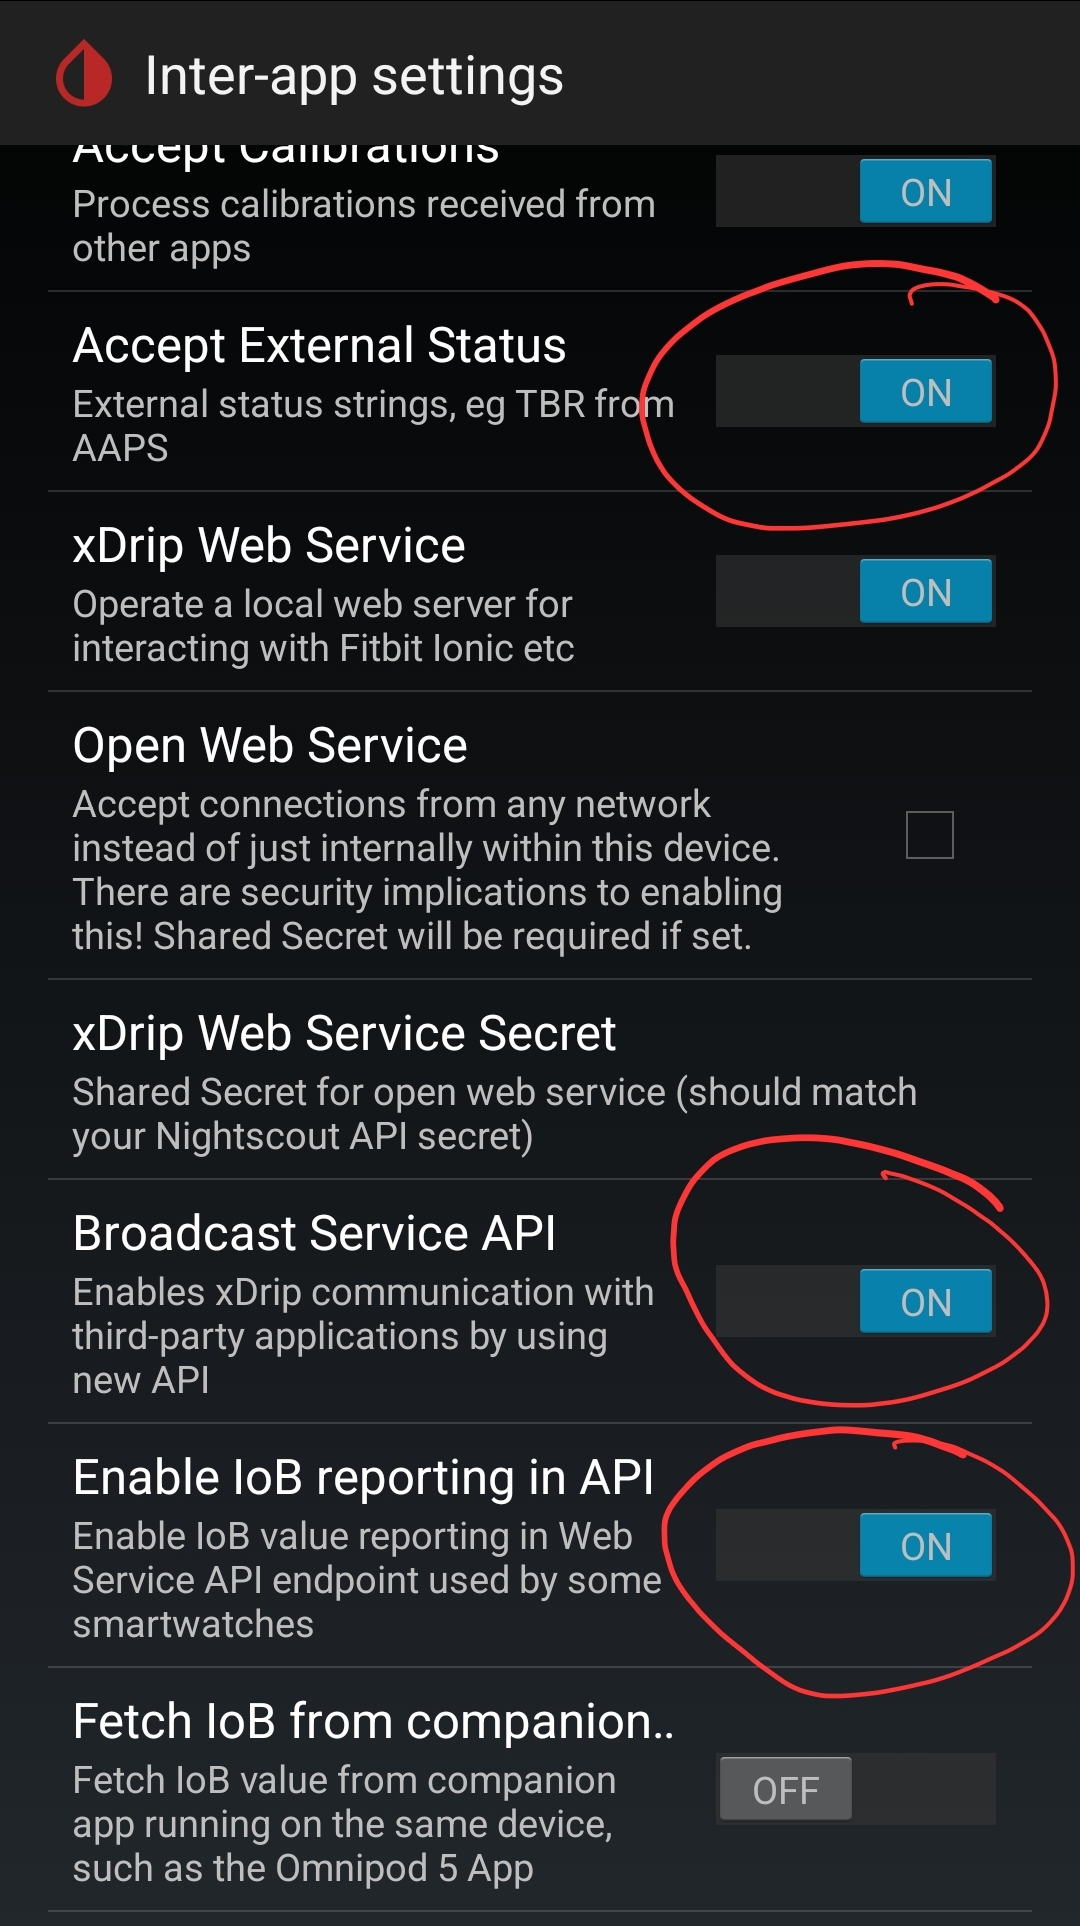 Inter-app settings
Accept Calibrations
Process calibrations received from
other apps
ON
Accept External Status
External status strings, eg TBR from
AAPS
ON
xDrip Web Service
Operate a local web server for
interacting with Fitbit Ionic etc
ON
Open Web Service
Accept connections from any network
instead of just internally within this device.
There are security implications to enabling
this! Shared Secret will be required if set.
xDrip Web Service Secret
Shared Secret for open web service (should match
your Nightscout API secret)
Broadcast Service API
Enables xDrip communication with
third-party applications by using
new API
ON
Enable IoB reporting in API
Enable IoB value reporting in Web
Service API endpoint used by some
smartwatches
ON
Fetch IoB from companion..
Fetch IoB value from companion
app running on the same device,
such as the Omnipod 5 App
OFF